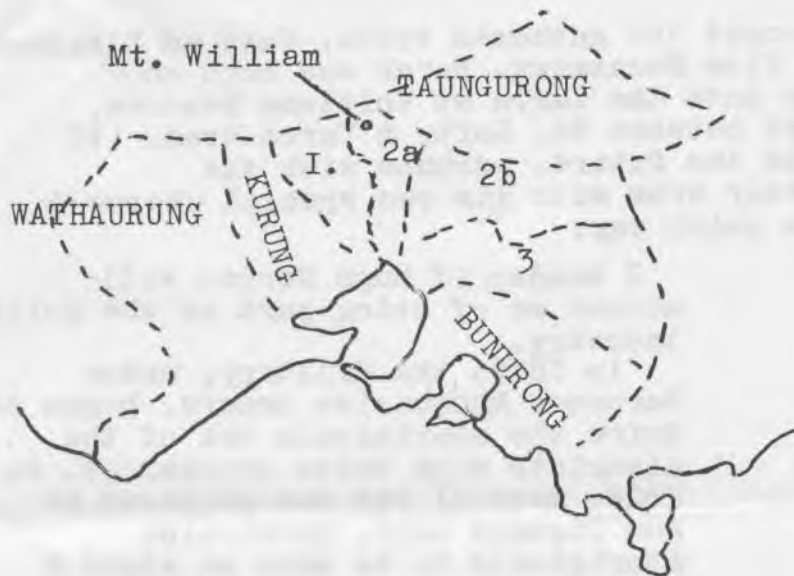 Mt. William
TAUNGURONG
I.
2a
2b
WATHAURUNG
KURUNG
3
BUNURONG